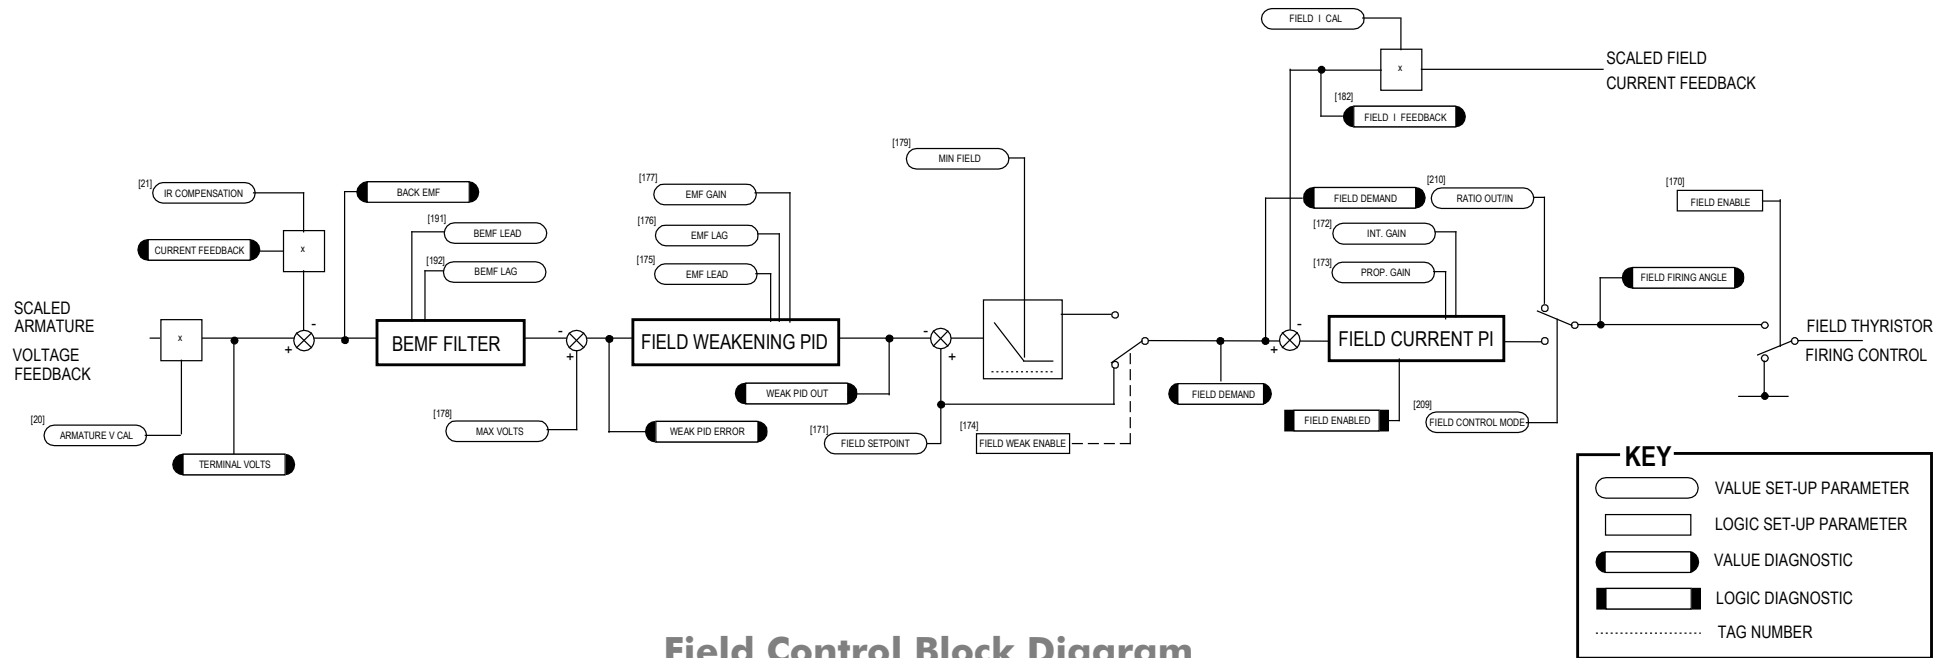 FIELD I CAL
x
SCALED FIELD
CURRENT FEEDBACK
[182]
FIELD I FEEDBACK
[179]
MIN FIELD
[21]
IR COMPENSATION
BACK EMF
[177]
EMF GAIN
FIELD DEMAND
[210]
RATIO OUT/IN
[170]
FIELD ENABLE
[191]
BEMF LEAD
[176]
EMF LAG
[172]
INT. GAIN
CURRENT FEEDBACK
x
[192]
BEMF LAG
[175]
EMF LEAD
[173]
PROP. GAIN
FIELD FIRING ANGLE
SCALED
ARMATURE
VOLTAGE
FEEDBACK
x
-
+
BEMF FILTER
-
+
FIELD WEAKENING PID
-
+
-
+
FIELD CURRENT PI
FIELD THYRISTOR
FIRING CONTROL
WEAK PID OUT
FIELD DEMAND
[20]
ARMATURE V CAL
TERMINAL VOLTS
[178]
MAX VOLTS
WEAK PID ERROR
[171]
FIELD SETPOINT
[174]
FIELD WEAK ENABLE
FIELD ENABLED
[209]
FIELD CONTROL MODE
KEY
VALUE SET-UP PARAMETER
LOGIC SET-UP PARAMETER
VALUE DIAGNOSTIC
LOGIC DIAGNOSTIC
TAG NUMBER
Field Control Block Diagram